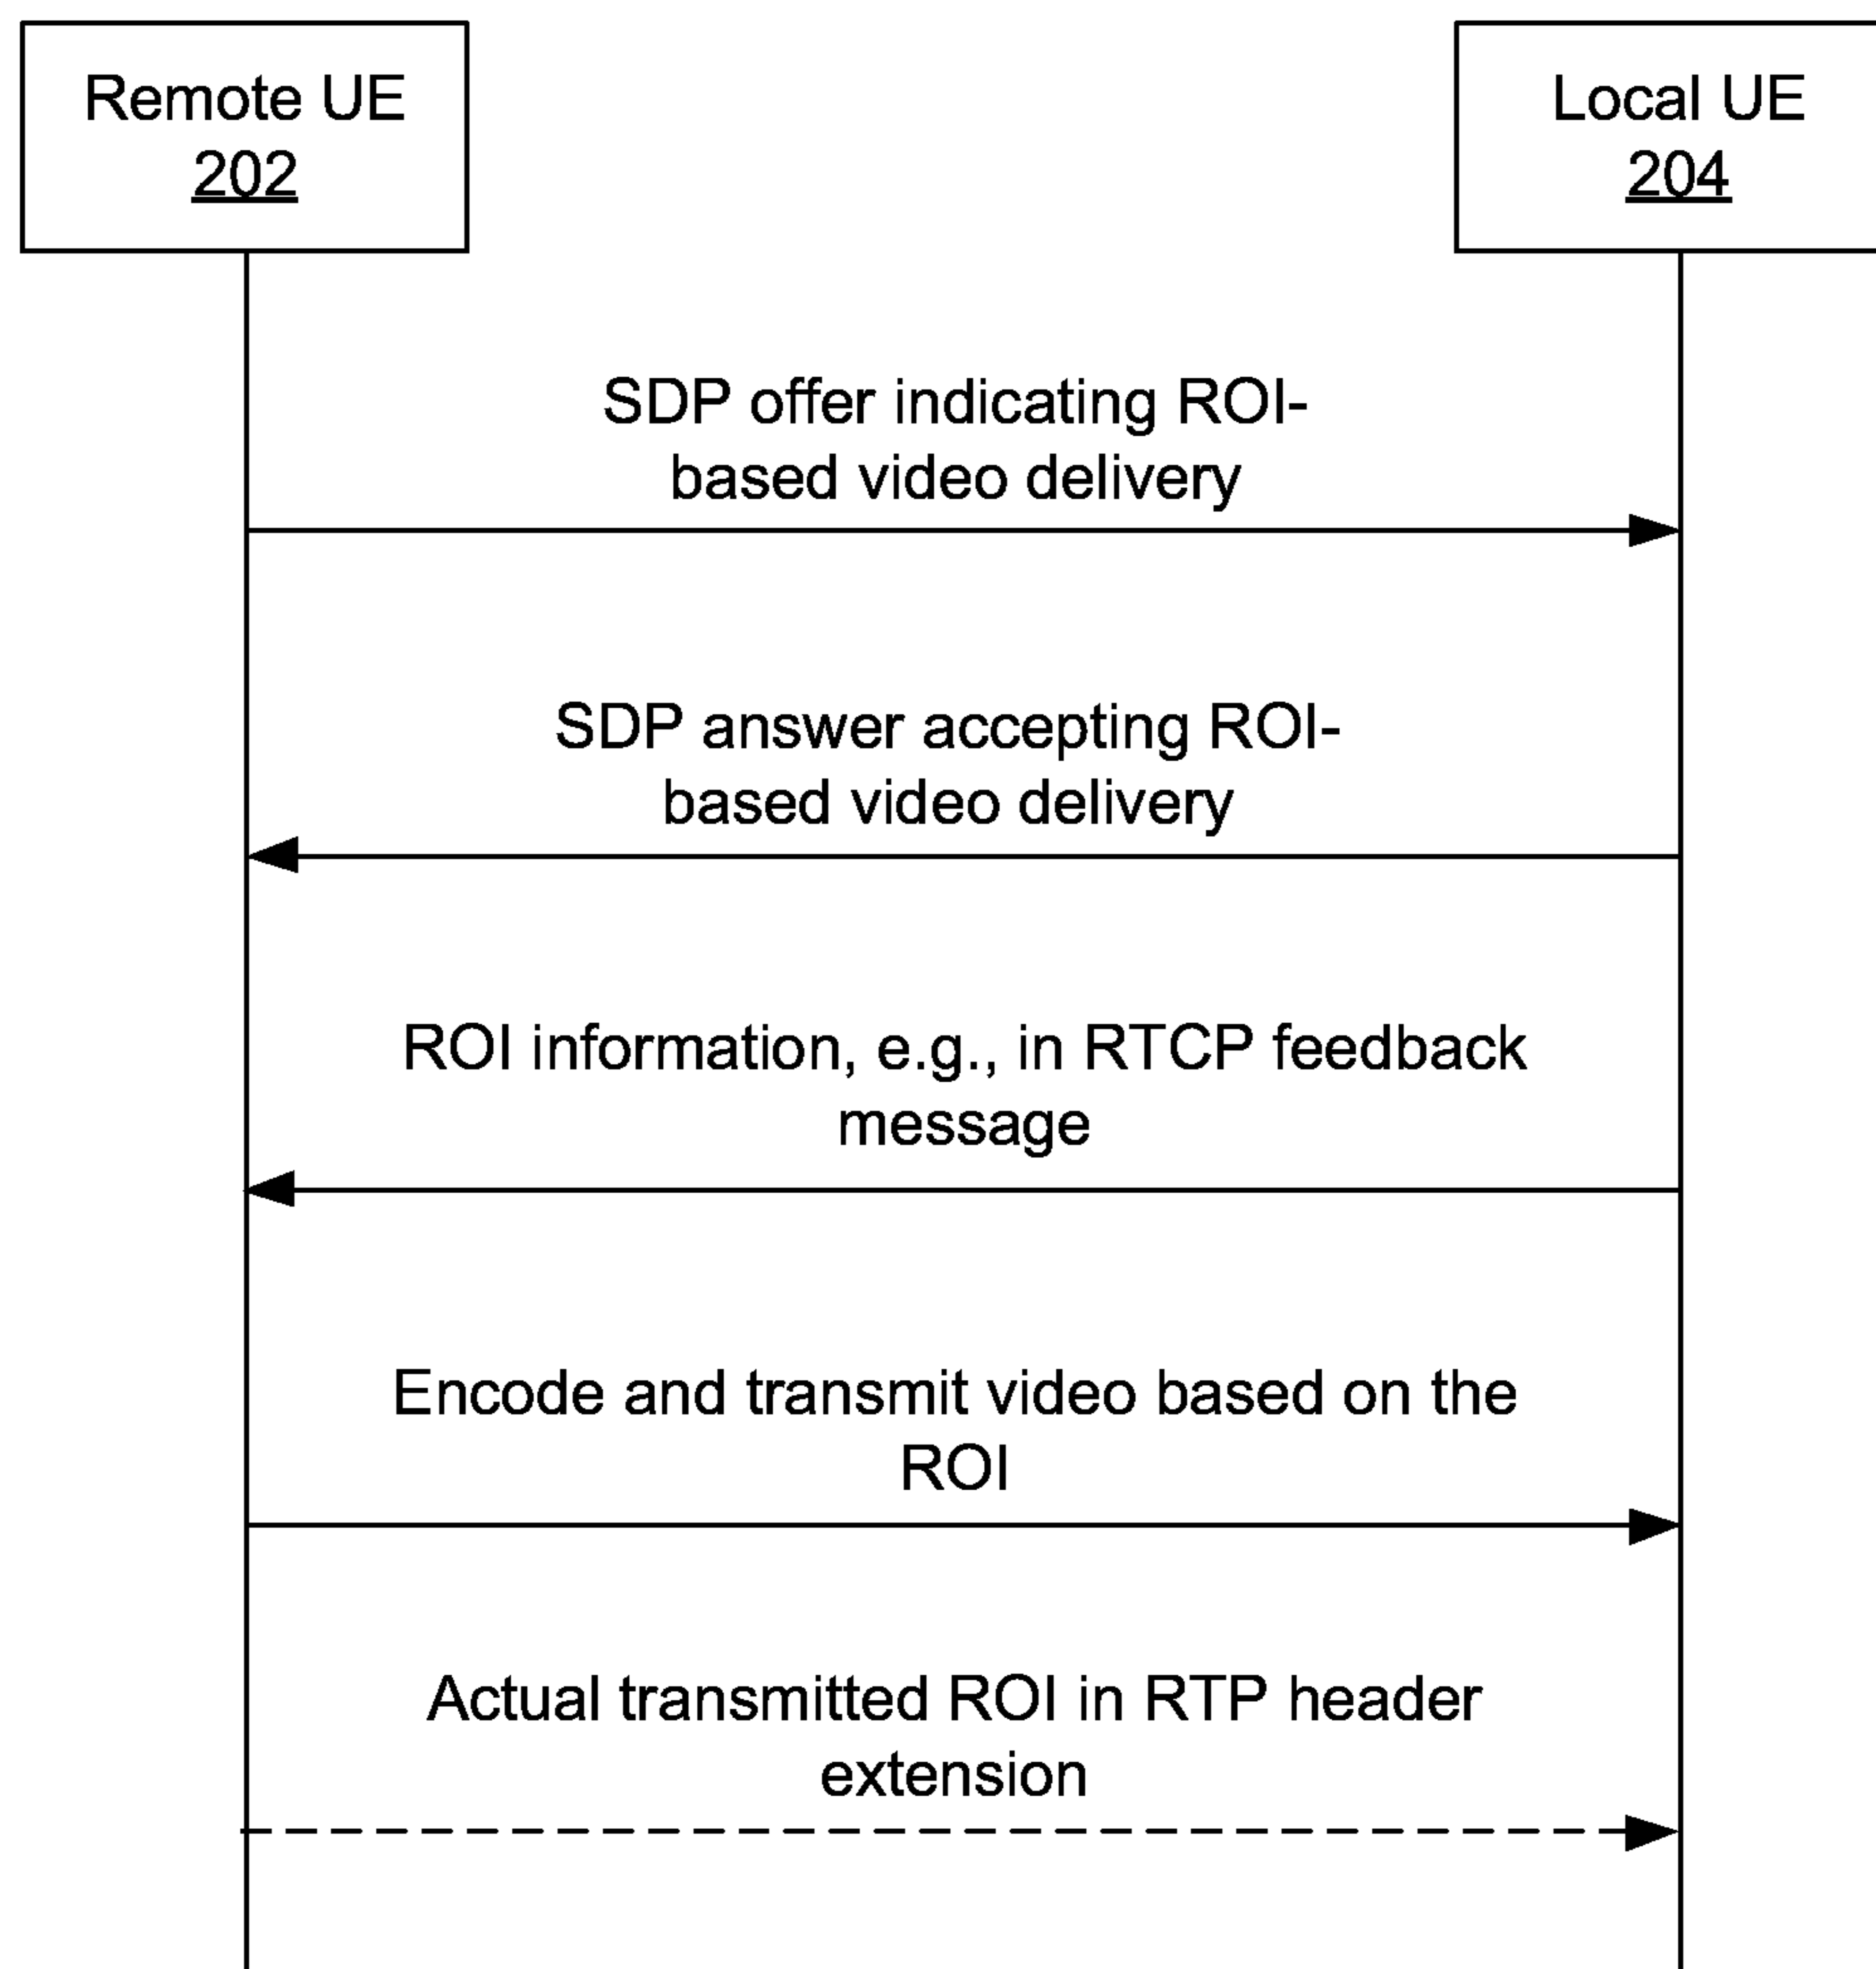 Remote UE
202
Local UE
204
SDP offer indicating ROI-
based video delivery
SDP answer accepting ROI-
based video delivery
ROI information, e.g., in RTCP feedback
message
Encode and transmit video based on the
ROI
Actual transmitted ROI in RTP header
extension